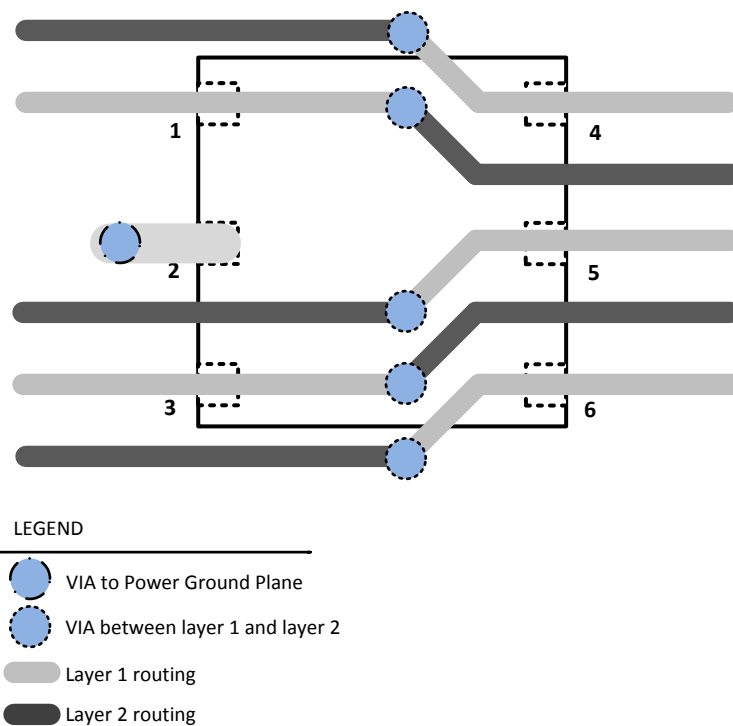 1
4
2
5
3
6
LEGEND
VIA to Power Ground Plane
VIA between layer 1 and layer 2
Layer 1 routing
Layer 2 routing